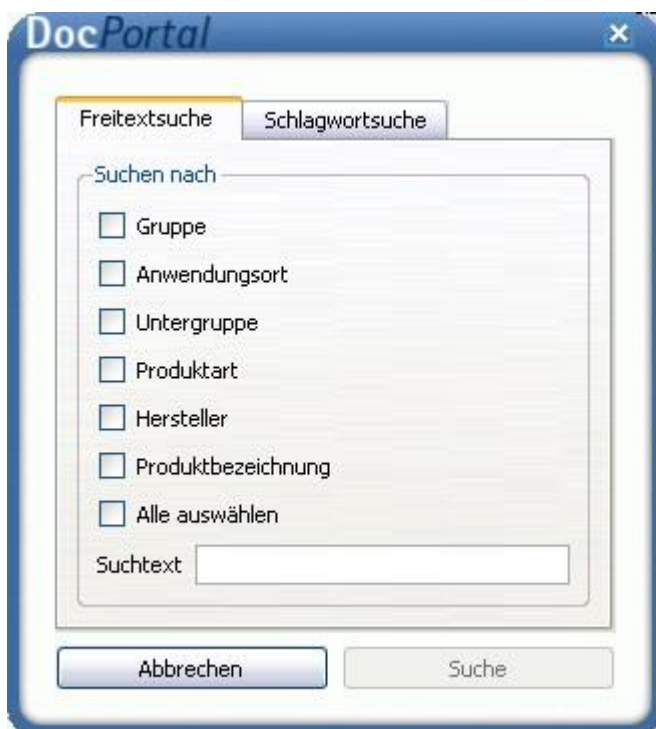 DocPortal
Freitextsuche Schlagwortsuche
Suchen nach
Gruppe
Anwendungsort
Untergruppe
Produktart
Hersteller
Produktbezeichnung
Alle auswählen
Suchtext
Abbrechen Suche